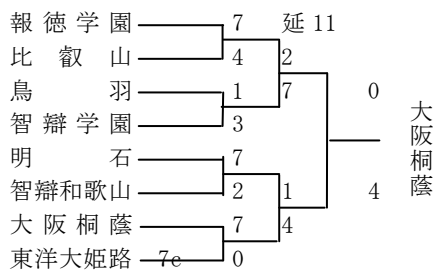 報徳学園 7 延 11
比叡山 4 2
鳥羽 1 7 0
智辯学園 3
明石 7
智辯和歌山 2 1 4
大阪桐蔭 7 4
東洋大姫路 7c 0
大阪桐蔭